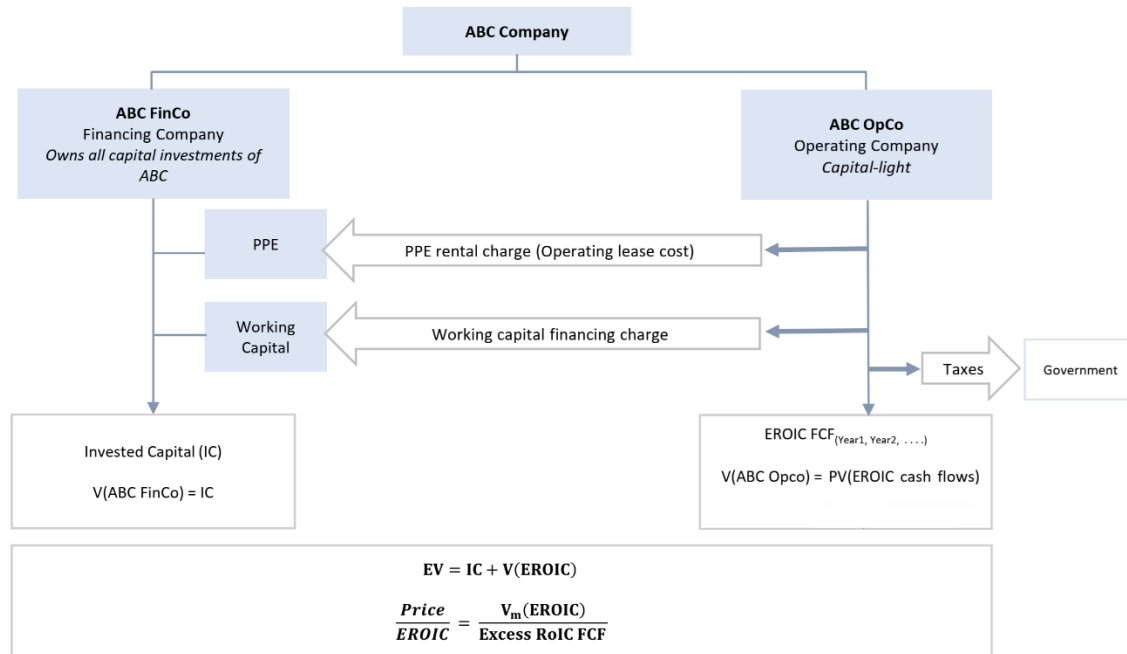 ABC Company
ABC FinCo
Financing Company
Owns all capital investments of
ABC
ABC OpCo
Operating Company
Capital-light
PPE
PPE rental charge (Operating lease cost)
Working
Capital
Working capital financing charge
Taxes
Government
Invested Capital (IC)
V(ABC FinCo) = IC
EROIC FCF(Year1, Year2, . . . .)
V(ABC Opco) = PV(EROIC cash flows)
EV = IC + V(EROIC)
Price/EROIC = Vm(EROIC)/Excess RoIC FCF